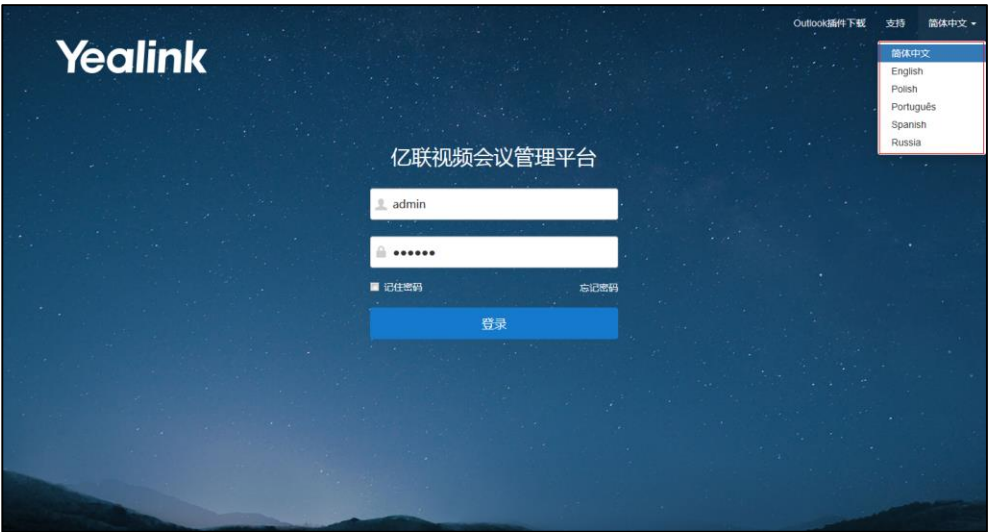 Outlook插件下载 支持 简体中文
Yealink
简体中文
English
Polish
Português
Spanish
Russia
亿联视频会议管理平台
admin
●●●●●●
记住密码 忘记密码
登录